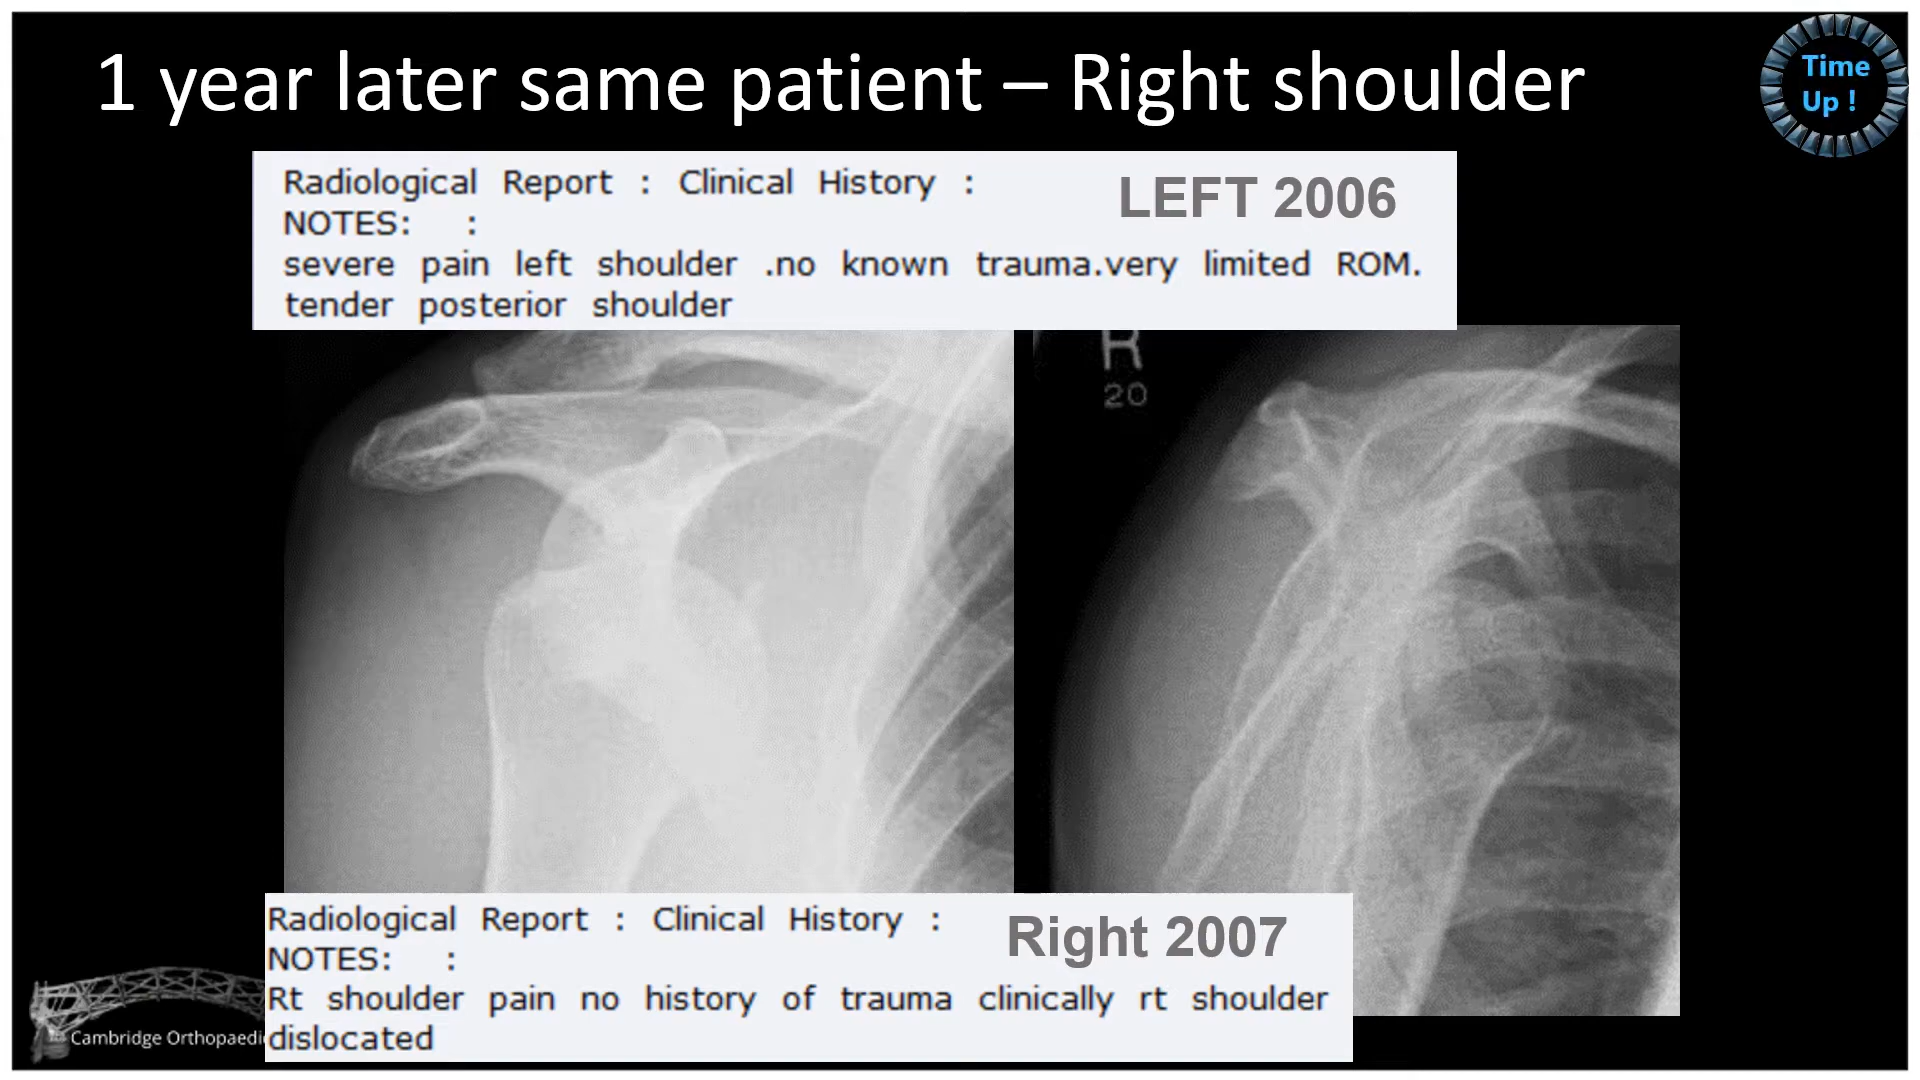 1 year later same patient – Right shoulder
Time
Up !
Radiological Report : Clinical History :
LEFT 2006
NOTES: :
severe pain left shoulder .no known trauma.very limited ROM.
tender posterior shoulder
R
20
Radiological Report : Clinical History :
Right 2007
NOTES: :
Rt shoulder pain no history of trauma clinically rt shoulder
dislocated
Cambridge Orthopaedi